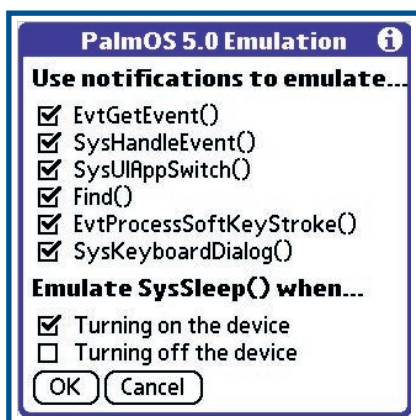 PalmOS 5.0 Emulation
Use notifications to emulate...
EvtGetEvent()
SysHandleEvent()
SysUIAppSwitch()
Find()
EvtProcessSoftKeyStroke()
SysKeyboardDialog()
Emulate SysSleep() when...
Turning on the device
Turning off the device
OK Cancel